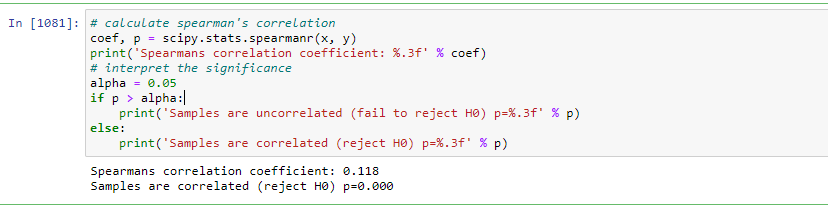 In [1081]: # calculate spearman's correlation
coef, p = scipy.stats.spearmanr(x, y)
print('Spearmans correlation coefficient: %.3f' % coef)
# interpret the significance
alpha = 0.05
if p > alpha:
    print('Samples are uncorrelated (fail to reject H0) p=%.3f' % p)
else:
    print('Samples are correlated (reject H0) p=%.3f' % p)
Spearmans correlation coefficient: 0.118
Samples are correlated (reject H0) p=0.000